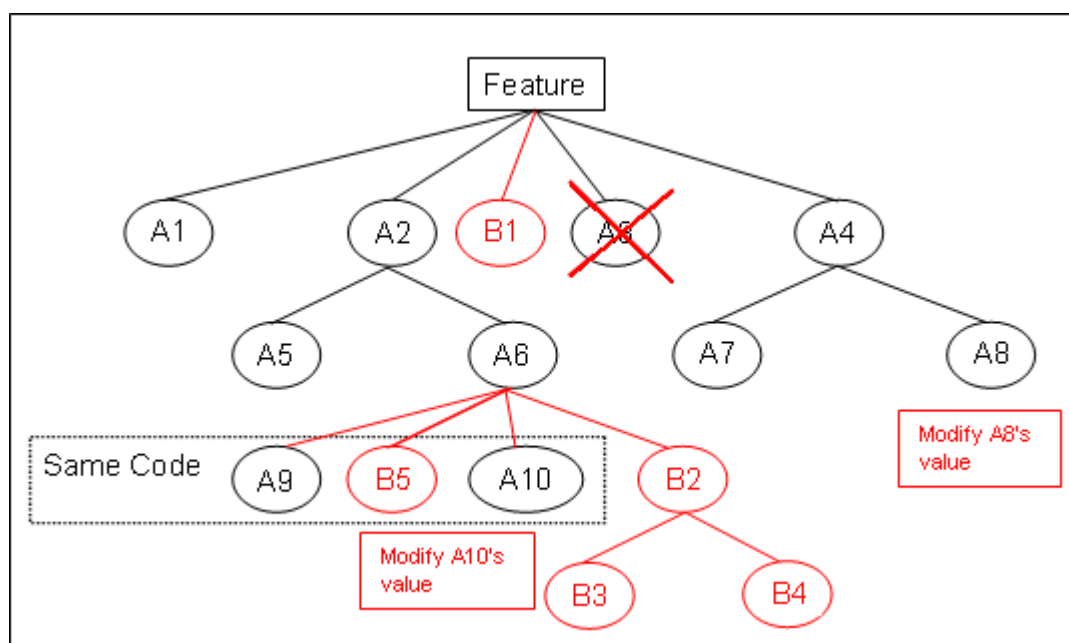 Feature
A1
A2
B1
A3
A4
A5
A6
A7
A8
Modify A8's
value
Same Code
A9
B5
A10
B2
Modify A10's
value
B3
B4